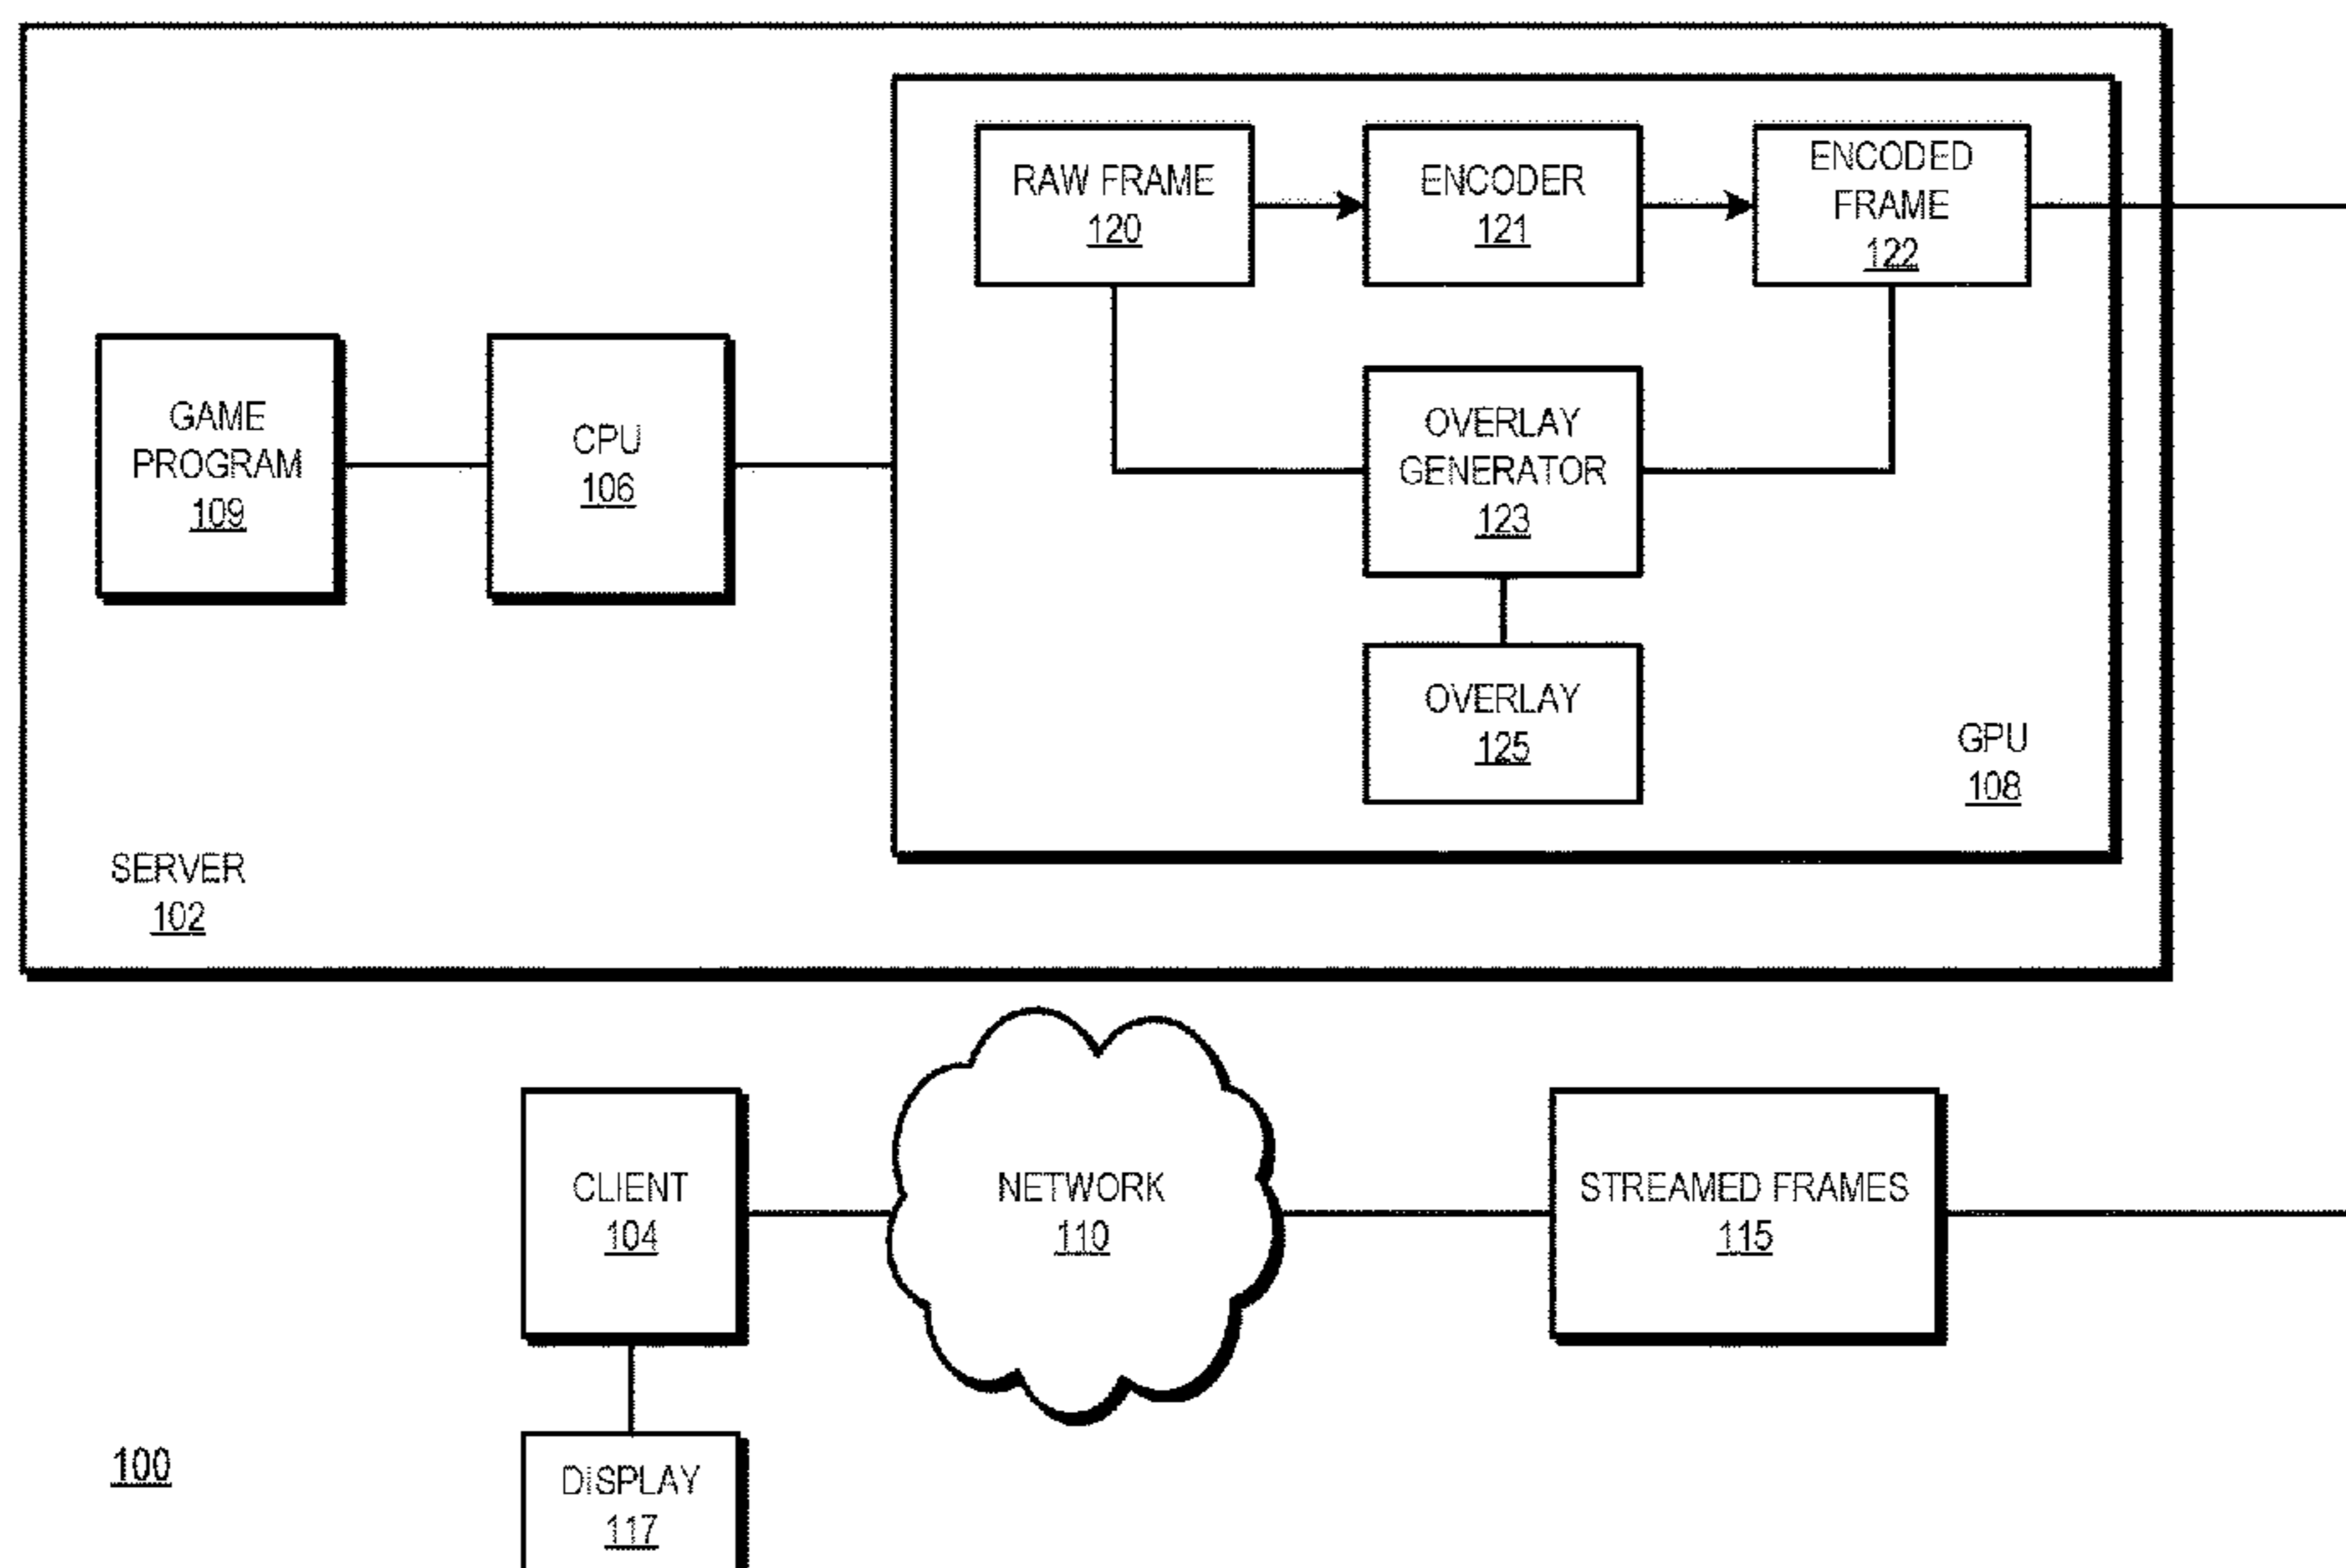 RAW FRAME
120
ENCODER
121
ENCODED
FRAME
122
GAME
PROGRAM
109
CPU
106
OVERLAY
GENERATOR
123
OVERLAY
125
GPU
108
SERVER
102
CLIENT
104
NETWORK
110
STREAMED FRAMES
115
100
DISPLAY
117